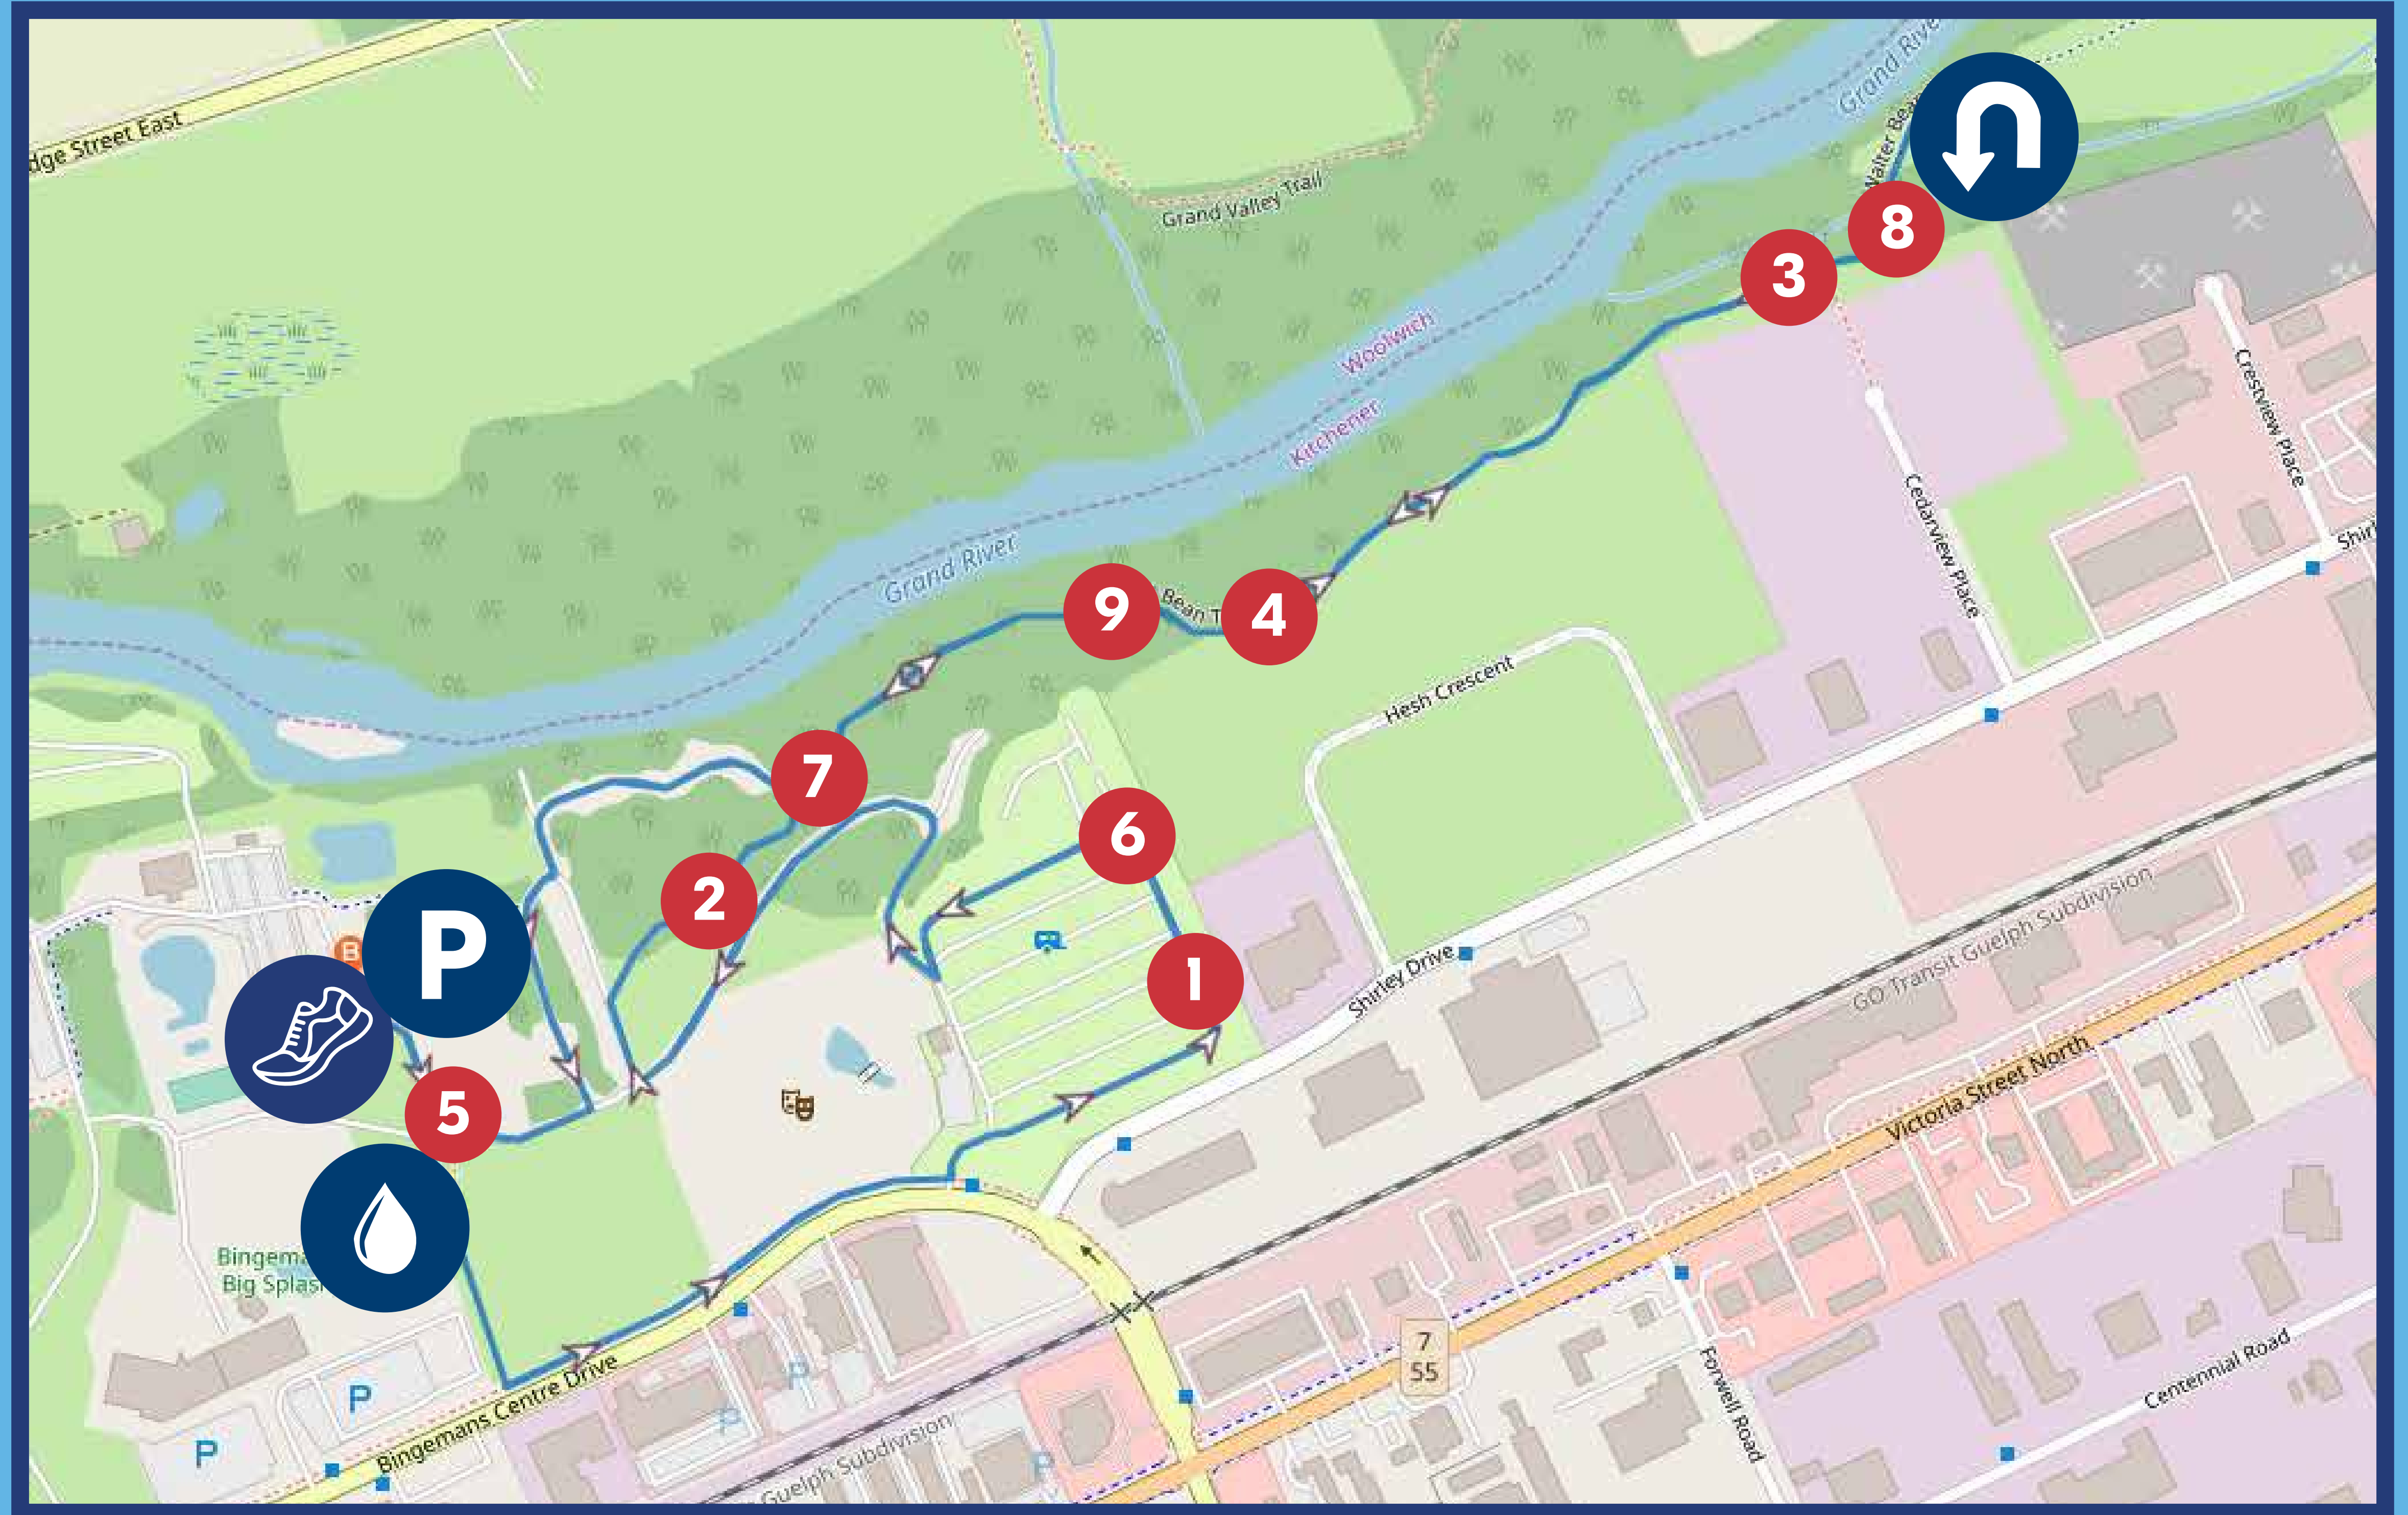 dge Street East
Grand River
Walter Bea
8
3
Grand Valley Trail
Woolwich
Kitchener
Crestview Place
Cedarview Place
Shirl
Grand River
9
Bean T
4
Hesh Crescent
7
6
2
B
P
1
Shirley Drive
GO Transit Guelph Subdivision
5
Victoria Street North
Bingema
Big Splas
7
55
Forwell Road
Centennial Road
P
P
P
P
P
Bingemans Centre Drive
Guelph Subdivision